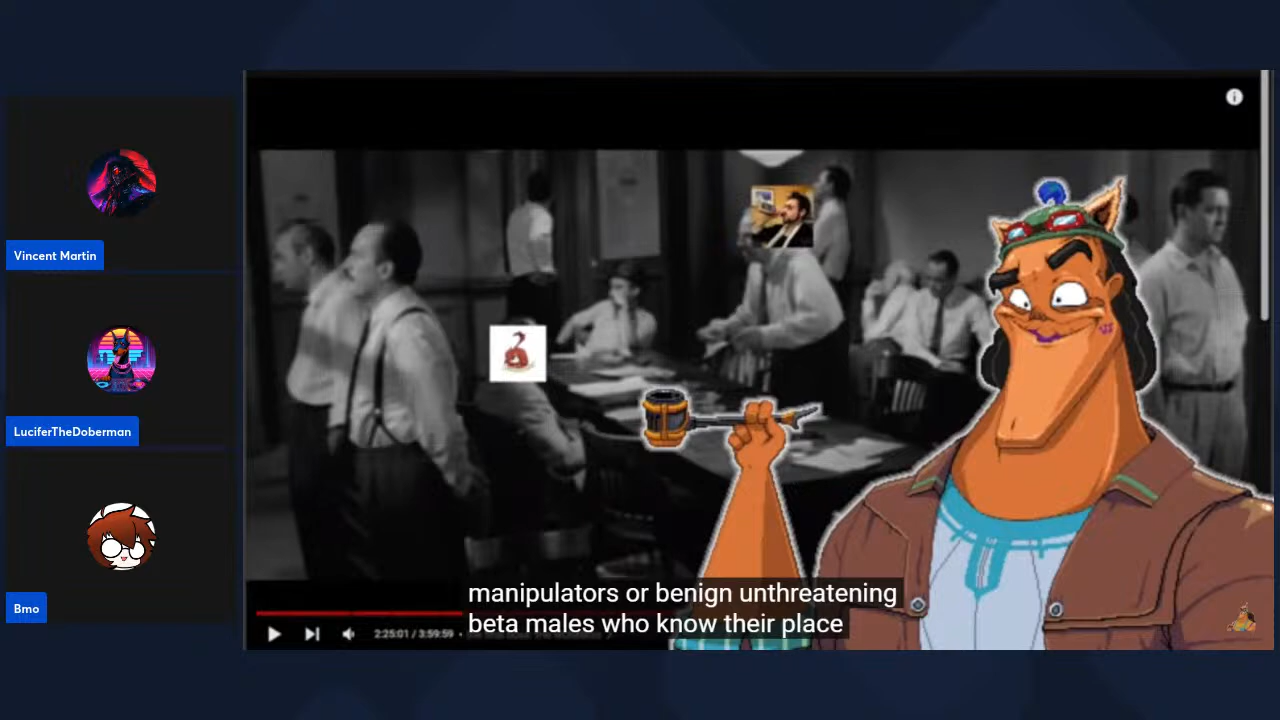 Vincent Martin
LuciferTheDoberman
Bmo
manipulators or benign unthreatening
beta males who know their place
2:25:01 / 3:59:59